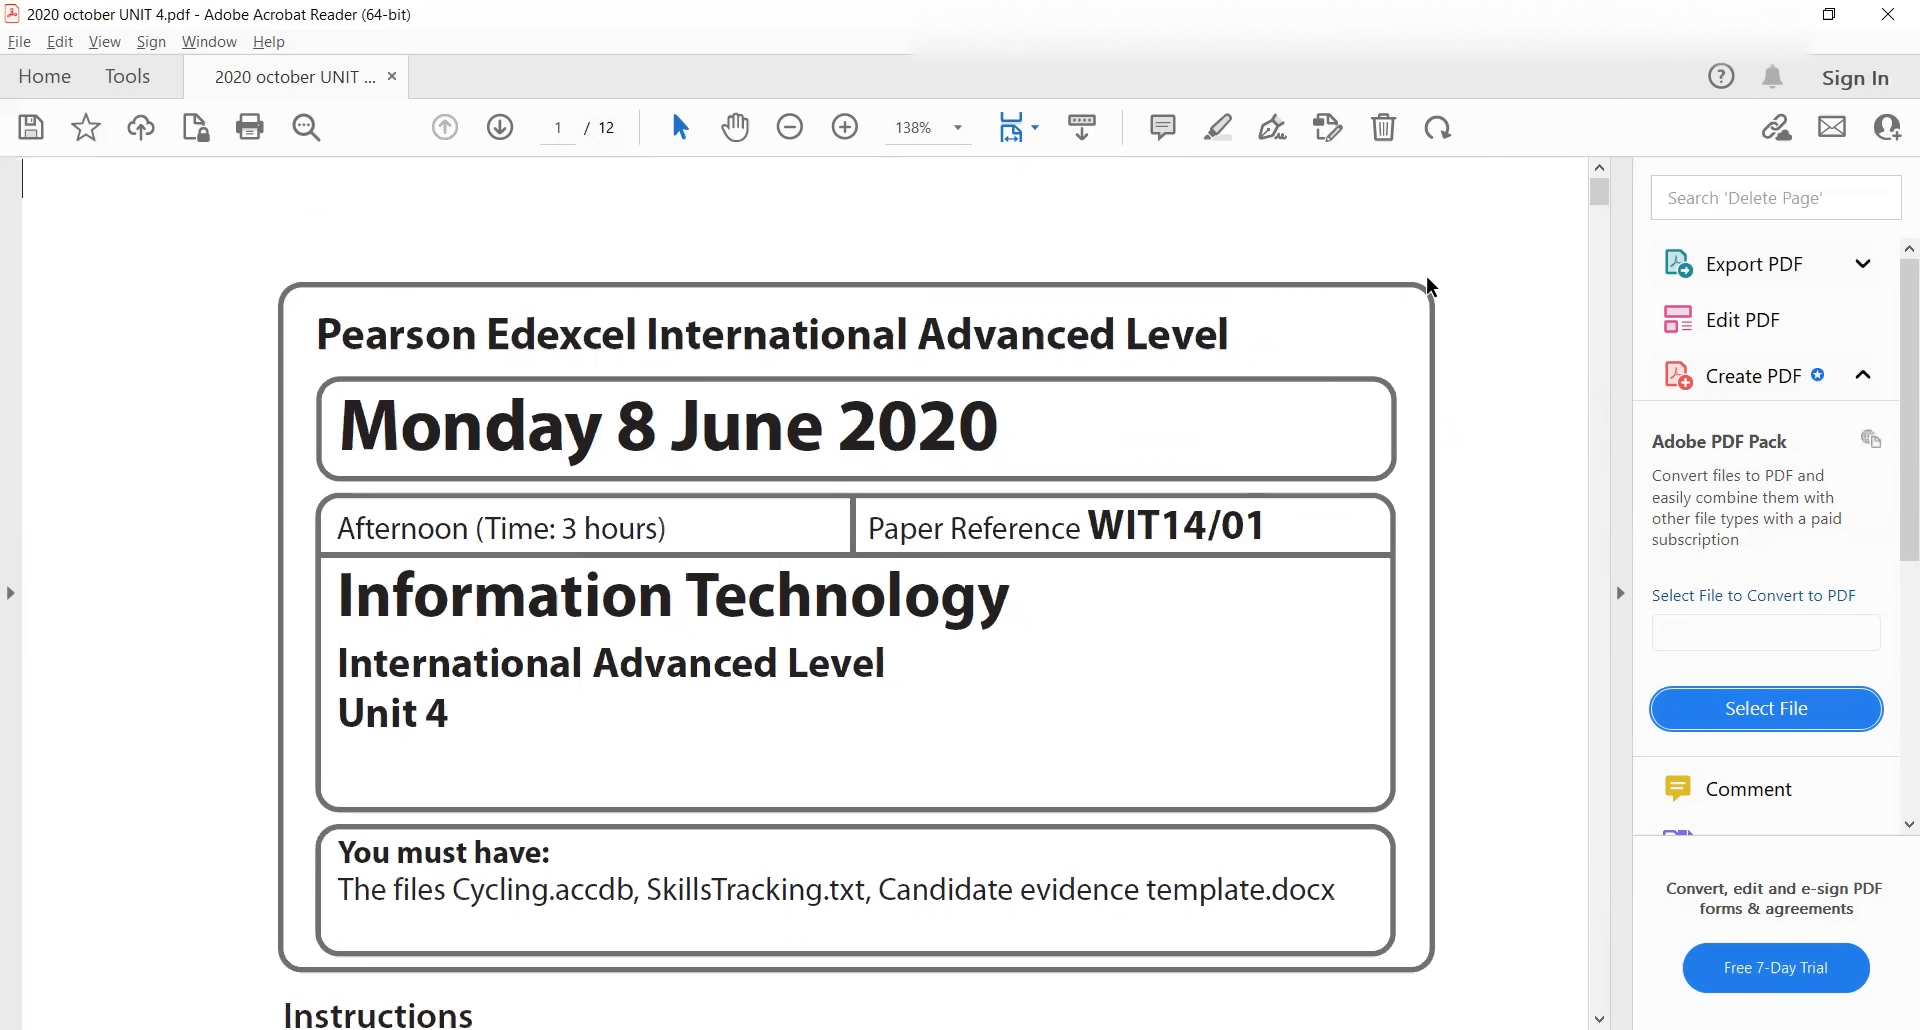 2020 october UNIT 4.pdf - Adobe Acrobat Reader (64-bit)
File Edit View Sign Window Help
Home Tools 2020 october UNIT ... × Sign In
1 / 12 138%
Search 'Delete Page'
Export PDF
Edit PDF
Create PDF
Adobe PDF Pack
Convert files to PDF and
easily combine them with
other file types with a paid
subscription
Select File to Convert to PDF
Select File
Comment
Convert, edit and e-sign PDF
forms & agreements
Free 7-Day Trial
Pearson Edexcel International Advanced Level
Monday 8 June 2020
Afternoon (Time: 3 hours) Paper Reference WIT14/01
Information Technology
International Advanced Level
Unit 4
You must have:
The files Cycling.accdb, SkillsTracking.txt, Candidate evidence template.docx
Instructions